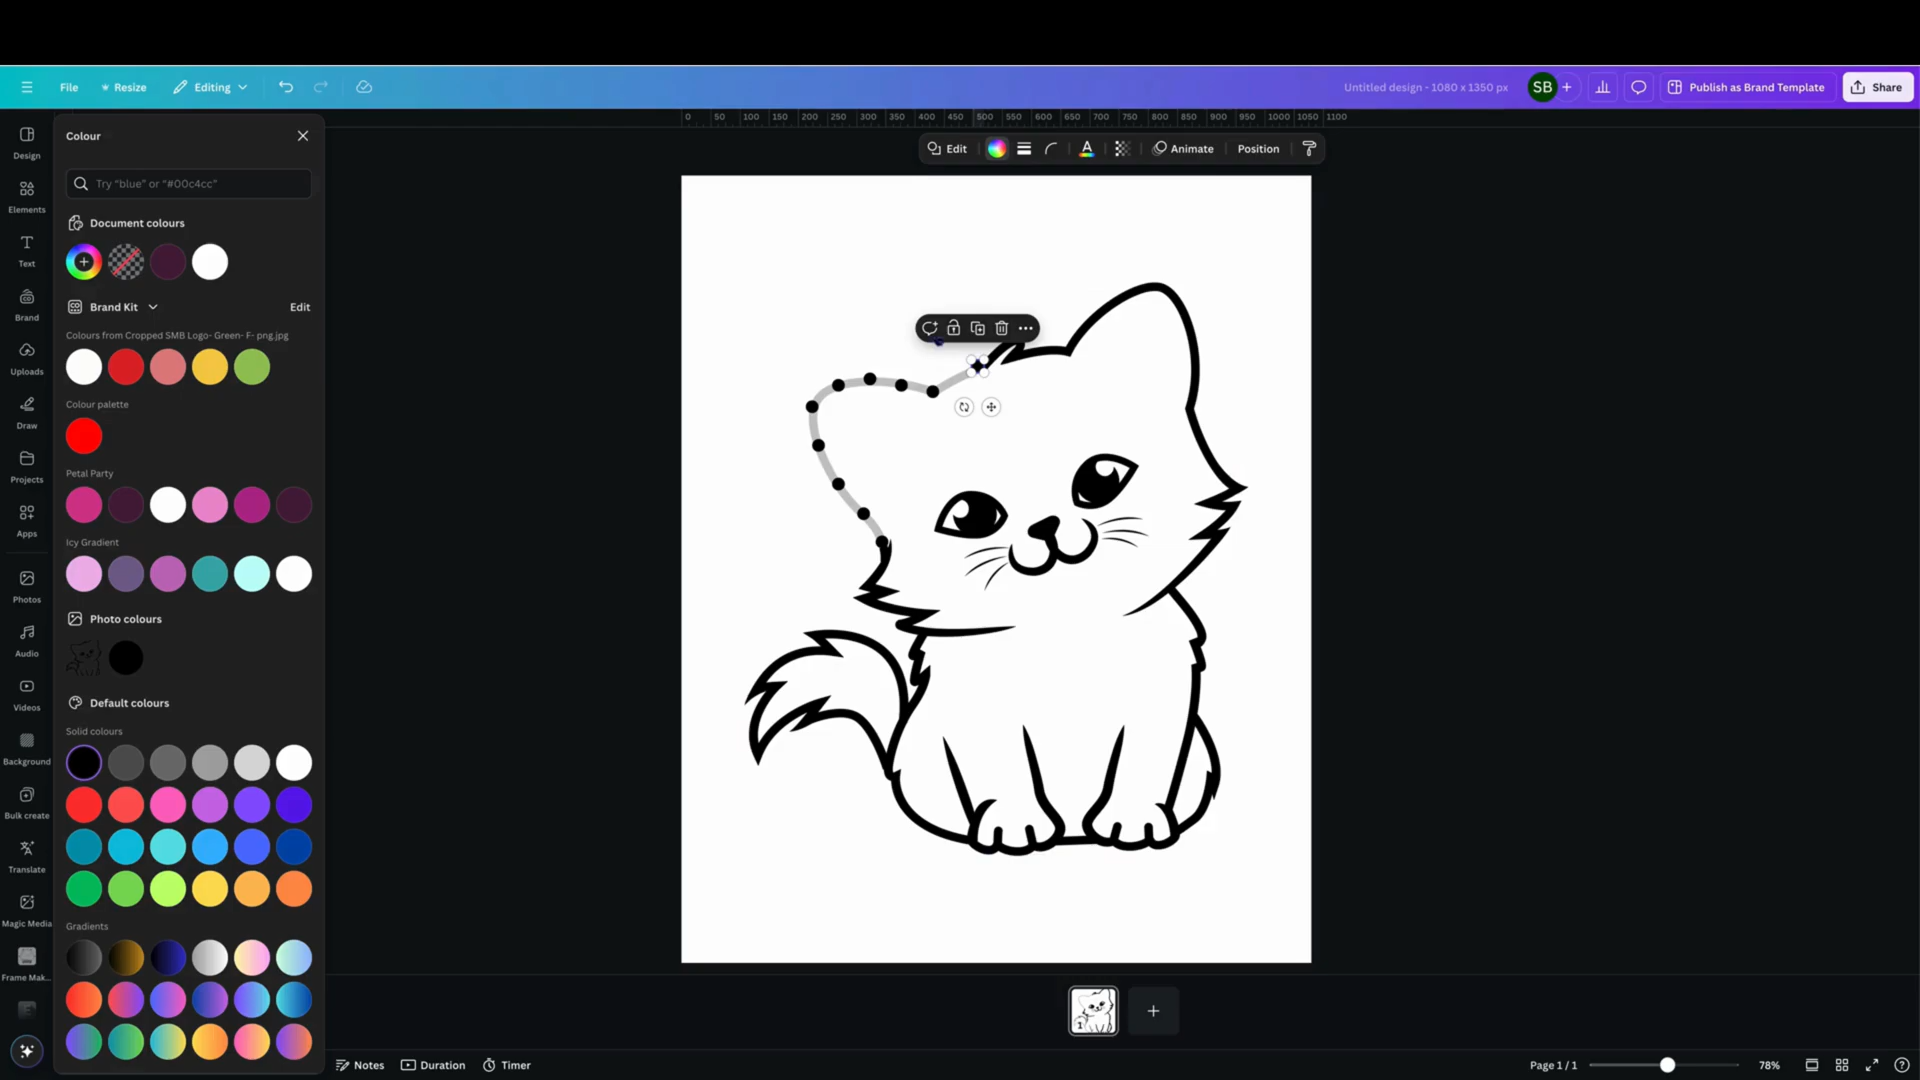 File
Resize
Editing
Untitled design - 1080 x 1350 px
SB
Publish as Brand Template
Share
Design
Elements
Text
Brand
Uploads
Draw
Projects
Apps
Photos
Audio
Videos
Background
Bulk create
Translate
Magic Media
Frame Mak...
Colour
Try "blue" or "#00c4cc"
Document colours
Brand Kit
Edit
Colours from Cropped SMB Logo- Green- F- png.jpg
Colour palette
Petal Party
Icy Gradient
Photo colours
Default colours
Solid colours
Gradients
0 50 100 150 200 250 300 350 400 450 500 550 600 650 700 750 800 850 900 950 1000 1050 1100
Edit
A
Animate
Position
1
Notes
Duration
Timer
Page 1 / 1
78%